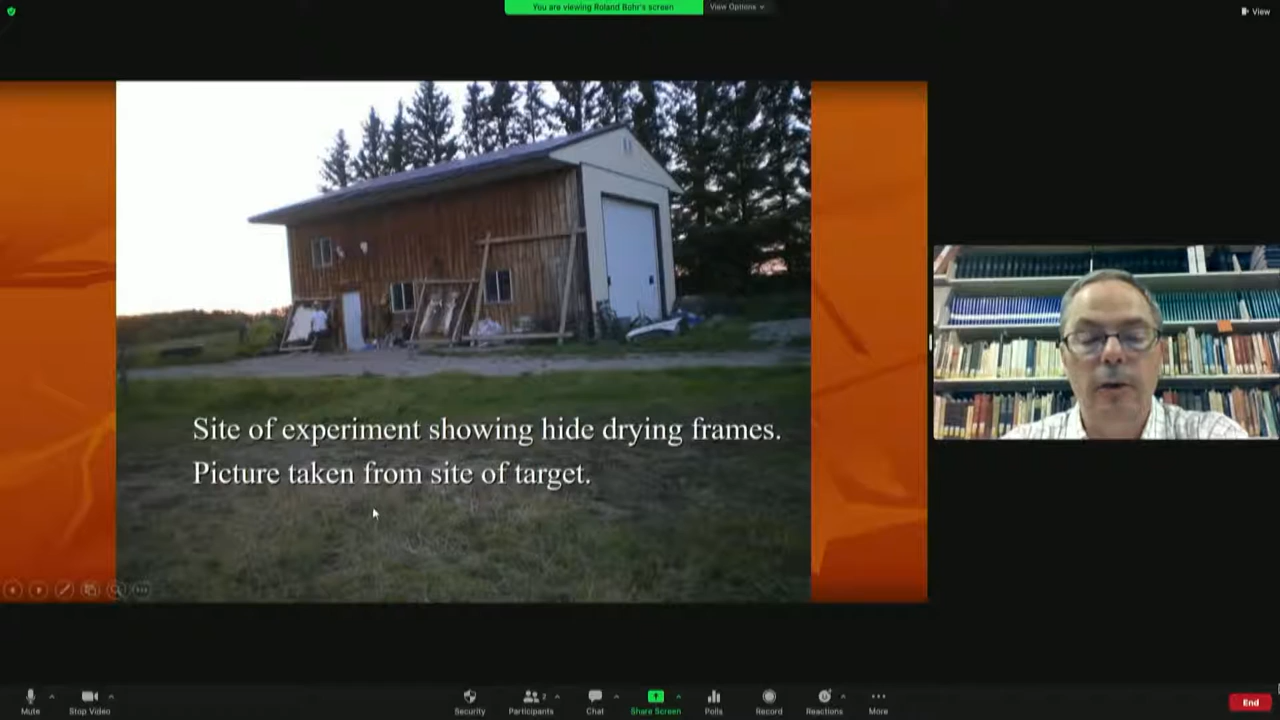 You are viewing Roland Bohr's screen
View Options
View
Site of experiment showing hide drying frames.
Picture taken from site of target.
Mute
Stop Video
Security
Participants
2
Chat
Share Screen
Polls
Record
Reactions
More
End